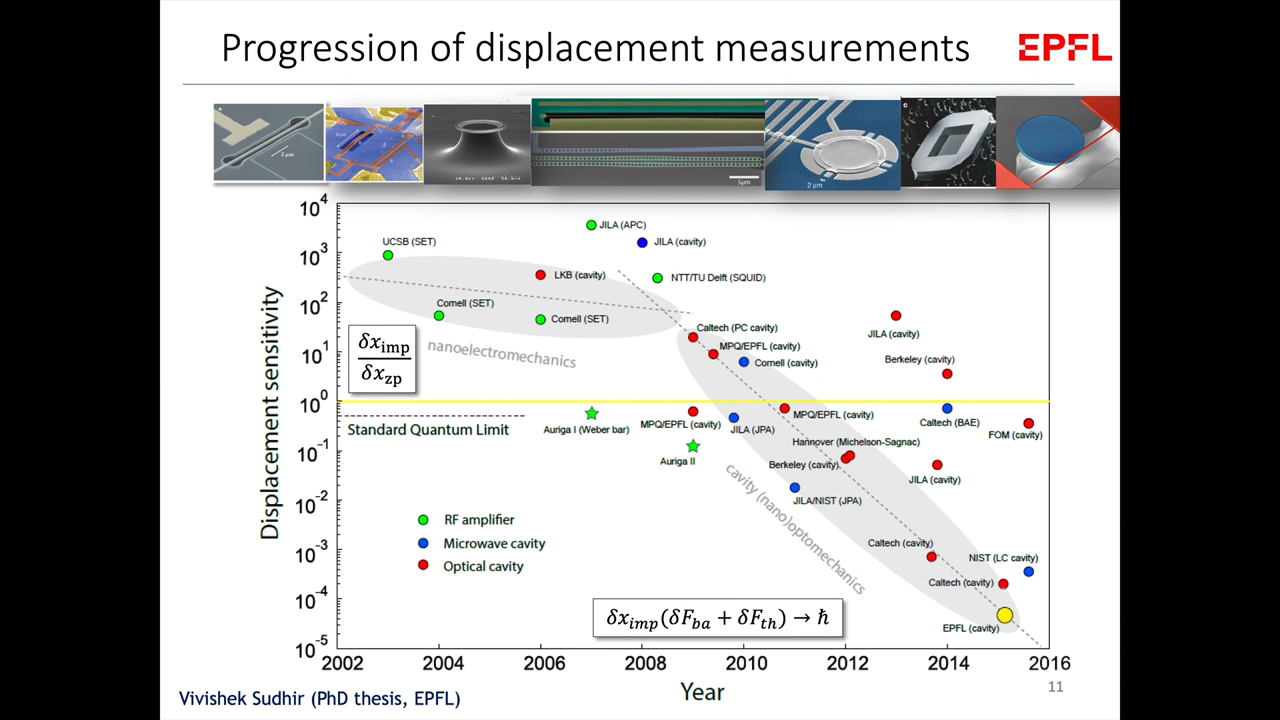 Progression of displacement measurements
EPFL
2 µm
5µm
2 µm
c
10⁴
10³
10²
10¹
10⁰
10⁻¹
10⁻²
10⁻³
10⁻⁴
10⁻⁵
Displacement sensitivity
UCSB (SET)
JILA (APC)
JILA (cavity)
LKB (cavity)
NTT/TU Delft (SQUID)
Cornell (SET)
Cornell (SET)
Caltech (PC cavity)
JILA (cavity)
MPQ/EPFL (cavity)
Berkeley (cavity)
Cornell (cavity)
nanoelectromechanics
δx_imp
δx_zp
Standard Quantum Limit
Auriga I (Weber bar)
MPQ/EPFL (cavity)
JILA (JPA)
MPQ/EPFL (cavity)
Caltech (BAE)
FOM (cavity)
Hannover (Michelson-Sagnac)
Auriga II
Berkeley (cavity)
JILA (cavity)
JILA/NIST (JPA)
cavity (nano)optomechanics
RF amplifier
Microwave cavity
Optical cavity
Caltech (cavity)
NIST (LC cavity)
Caltech (cavity)
EPFL (cavity)
δx_imp(δF_ba + δF_th) → ħ
2002 2004 2006 2008 2010 2012 2014 2016
Year
11
Vivishek Sudhir (PhD thesis, EPFL)